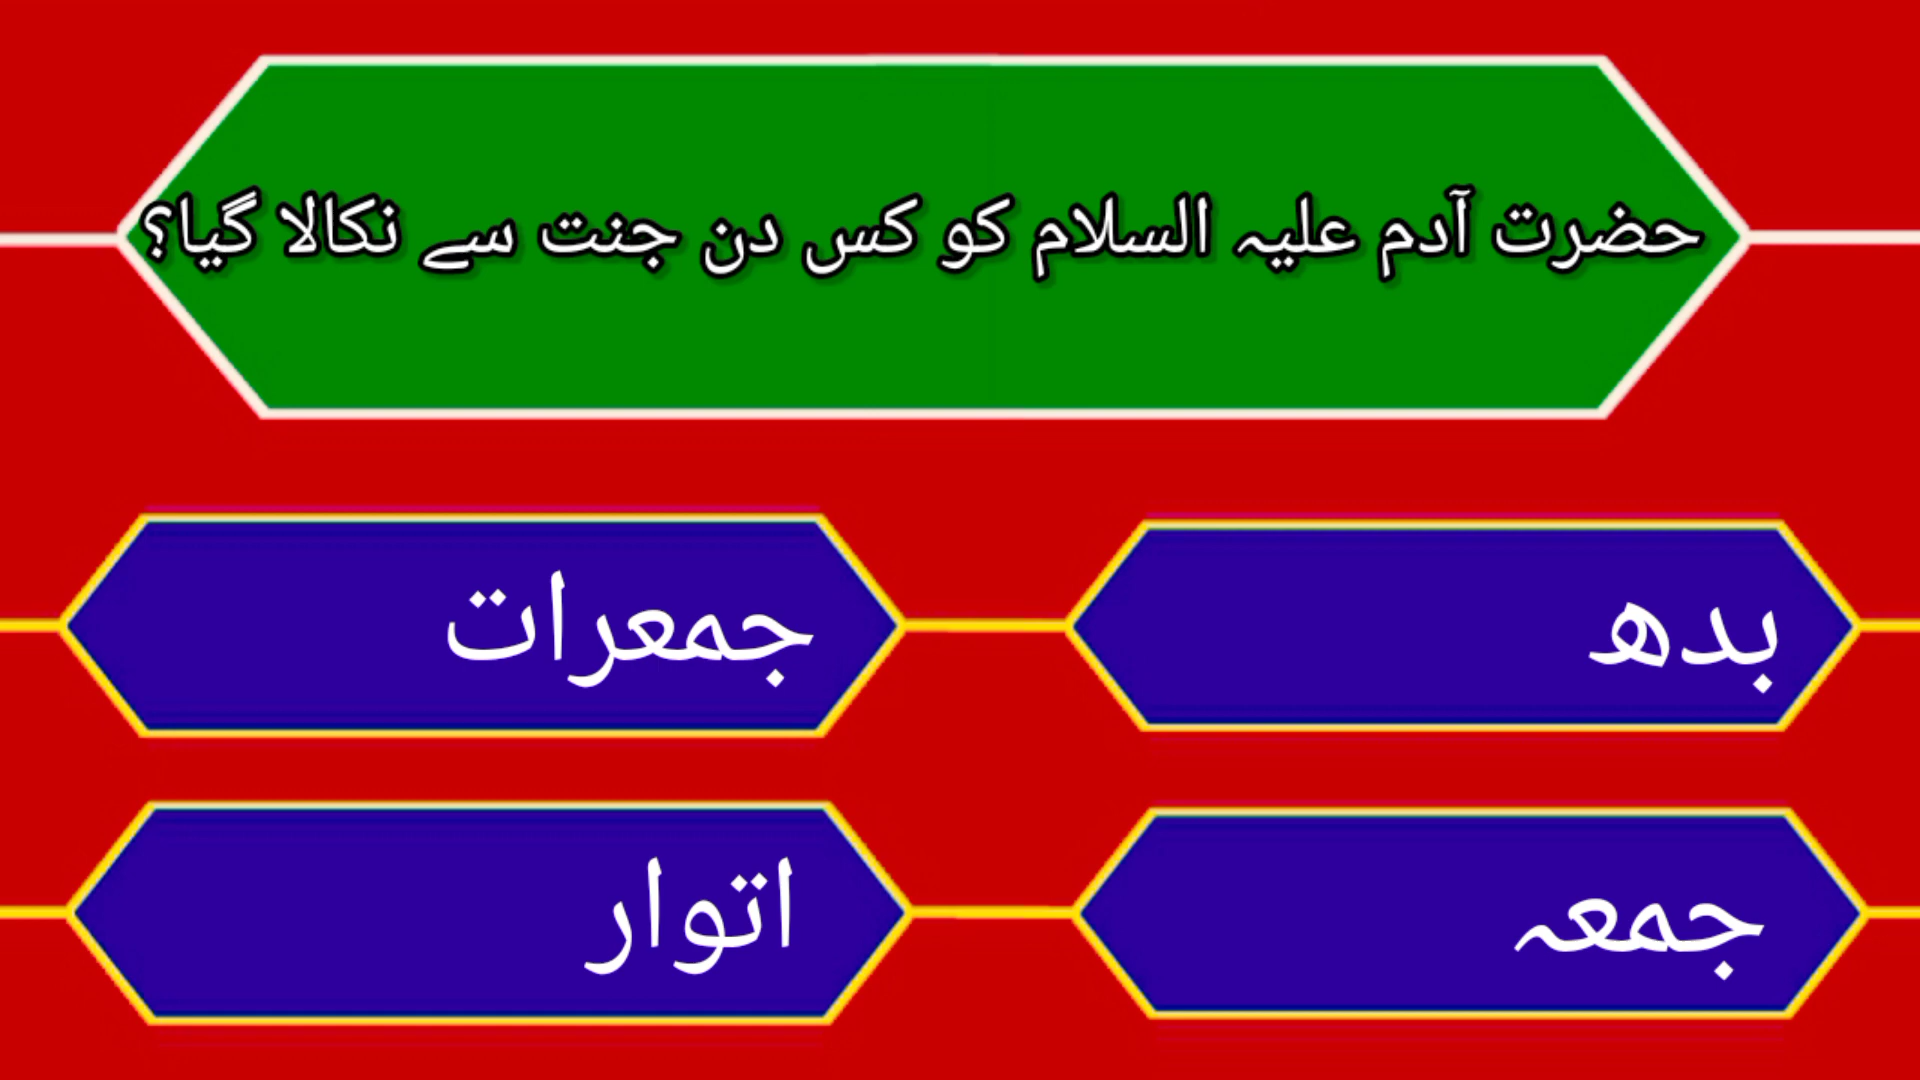 حضرت آدم علیہ السلام کو کس دن جنت سے نکالا گیا؟
بدھ
جمعرات
جمعہ
اتوار